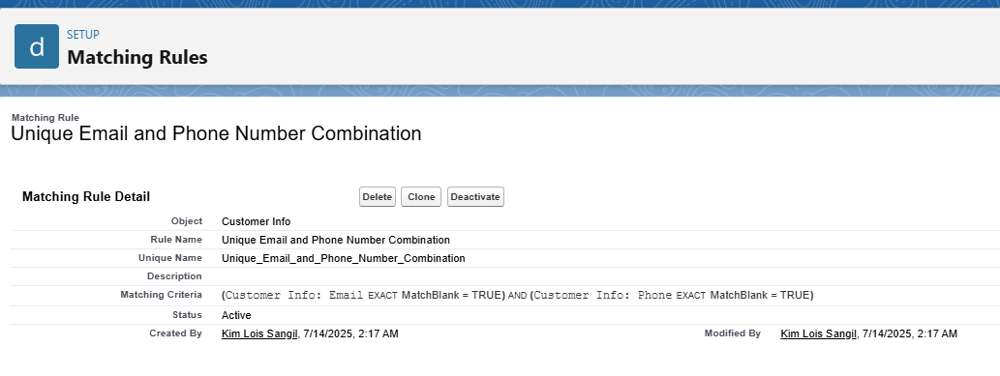 d
SETUP
Matching Rules
Matching Rule
Unique Email and Phone Number Combination
Matching Rule Detail
Delete Clone Deactivate
Object Customer Info
Rule Name Unique Email and Phone Number Combination
Unique Name Unique_Email_and_Phone_Number_Combination
Description
Matching Criteria (Customer Info: Email EXACT MatchBlank = TRUE) AND (Customer Info: Phone EXACT MatchBlank = TRUE)
Status Active
Created By Kim Lois Sangil, 7/14/2025, 2:17 AM Modified By Kim Lois Sangil, 7/14/2025, 2:17 AM